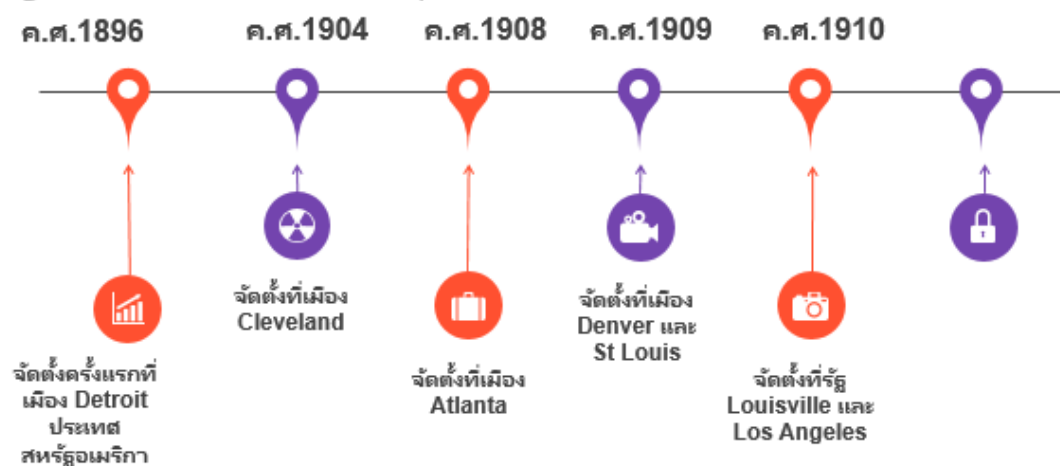 ค.ศ.1896
ค.ศ.1904
ค.ศ.1908
ค.ศ.1909
ค.ศ.1910
จัดตั้งครั้งแรกที่
เมือง Detroit
ประเทศ
สหรัฐอเมริกา
จัดตั้งที่เมือง
Cleveland
จัดตั้งที่เมือง
Atlanta
จัดตั้งที่เมือง
Denver และ
St Louis
จัดตั้งที่รัฐ
Louisville และ
Los Angeles